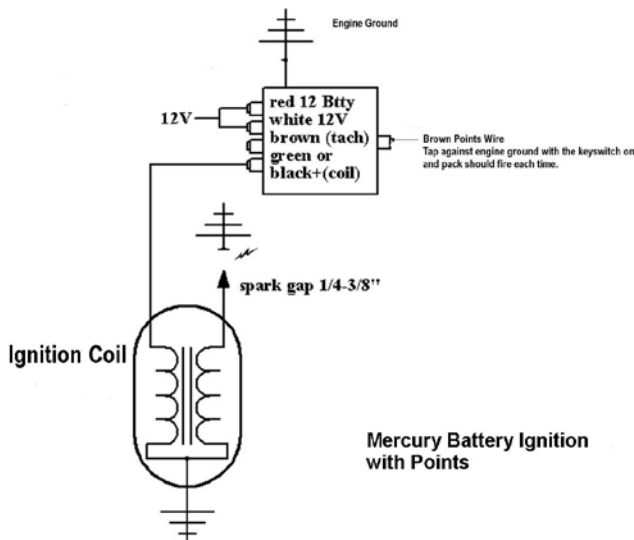 Engine Ground
red 12 Btty
12V
white 12V
brown (tach)
green or
black+(coil)
Brown Points Wire
Tap against engine ground with the keyswitch on
and pack should fire each time.
spark gap 1/4-3/8"
Ignition Coil
Mercury Battery Ignition
with Points